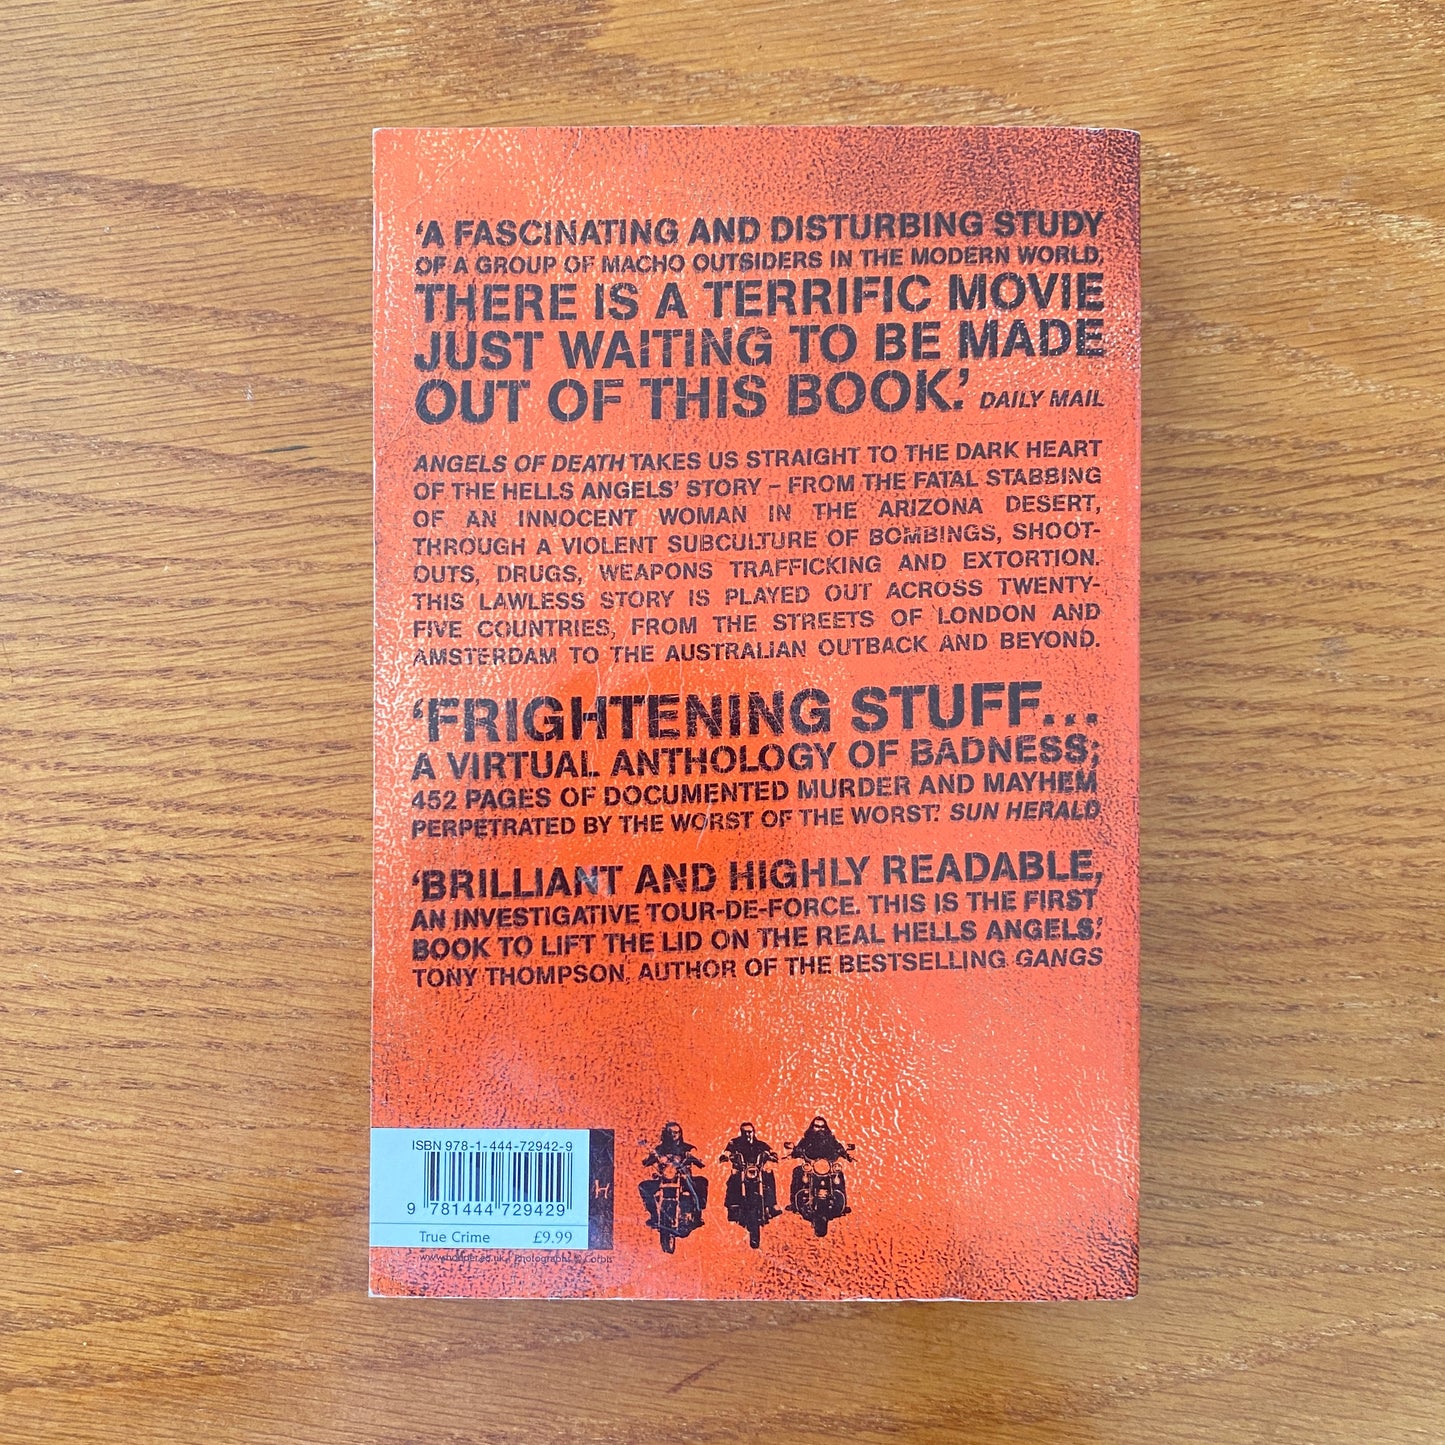 ‘A FASCINATING AND DISTURBING STUDY
OF A GROUP OF MACHO OUTSIDERS IN THE MODERN WORLD.
THERE IS A TERRIFIC MOVIE
JUST WAITING TO BE MADE
OUT OF THIS BOOK.’ DAILY MAIL
ANGELS OF DEATH TAKES US STRAIGHT TO THE DARK HEART
OF THE HELLS ANGELS’ STORY – FROM THE FATAL STABBING
OF AN INNOCENT WOMAN IN THE ARIZONA DESERT,
THROUGH A VIOLENT SUBCULTURE OF BOMBINGS, SHOOT-
OUTS, DRUGS, WEAPONS TRAFFICKING AND EXTORTION.
THIS LAWLESS STORY IS PLAYED OUT ACROSS TWENTY-
FIVE COUNTRIES, FROM THE STREETS OF LONDON AND
AMSTERDAM TO THE AUSTRALIAN OUTBACK AND BEYOND.
‘FRIGHTENING STUFF...
A VIRTUAL ANTHOLOGY OF BADNESS;
452 PAGES OF DOCUMENTED MURDER AND MAYHEM
PERPETRATED BY THE WORST OF THE WORST.’ SUN HERALD
‘BRILLIANT AND HIGHLY READABLE,
AN INVESTIGATIVE TOUR-DE-FORCE. THIS IS THE FIRST
BOOK TO LIFT THE LID ON THE REAL HELLS ANGELS.’
TONY THOMPSON, AUTHOR OF THE BESTSELLING GANGS
ISBN 978-1-444-72942-9
9 781444 729429
True Crime £9.99
www.hodder.co.uk Photographs © Corbis